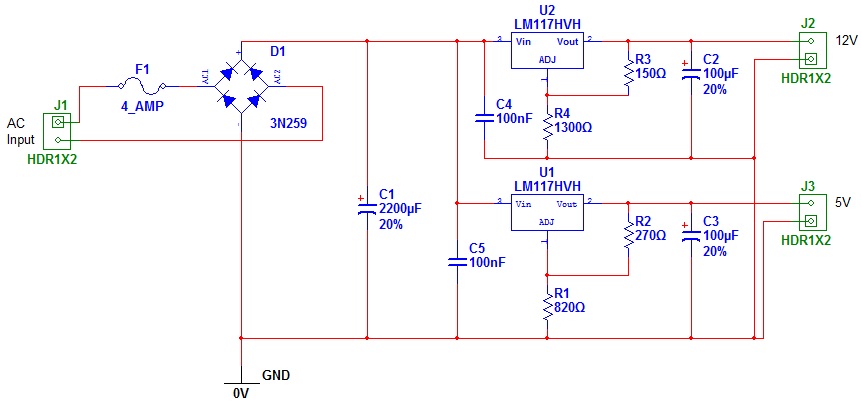 U2
LM117HVH
3 Vin Vout 2
ADJ
1
J2
12V
HDR1X2
D1
AC1
AC2
+
-
3N259
F1
4_AMP
J1
AC
Input
HDR1X2
R3
150Ω
+
C2
100µF
20%
C4
100nF
R4
1300Ω
U1
LM117HVH
3 Vin Vout 2
ADJ
1
J3
5V
HDR1X2
+
C1
2200µF
20%
R2
270Ω
+
C3
100µF
20%
C5
100nF
R1
820Ω
GND
0V